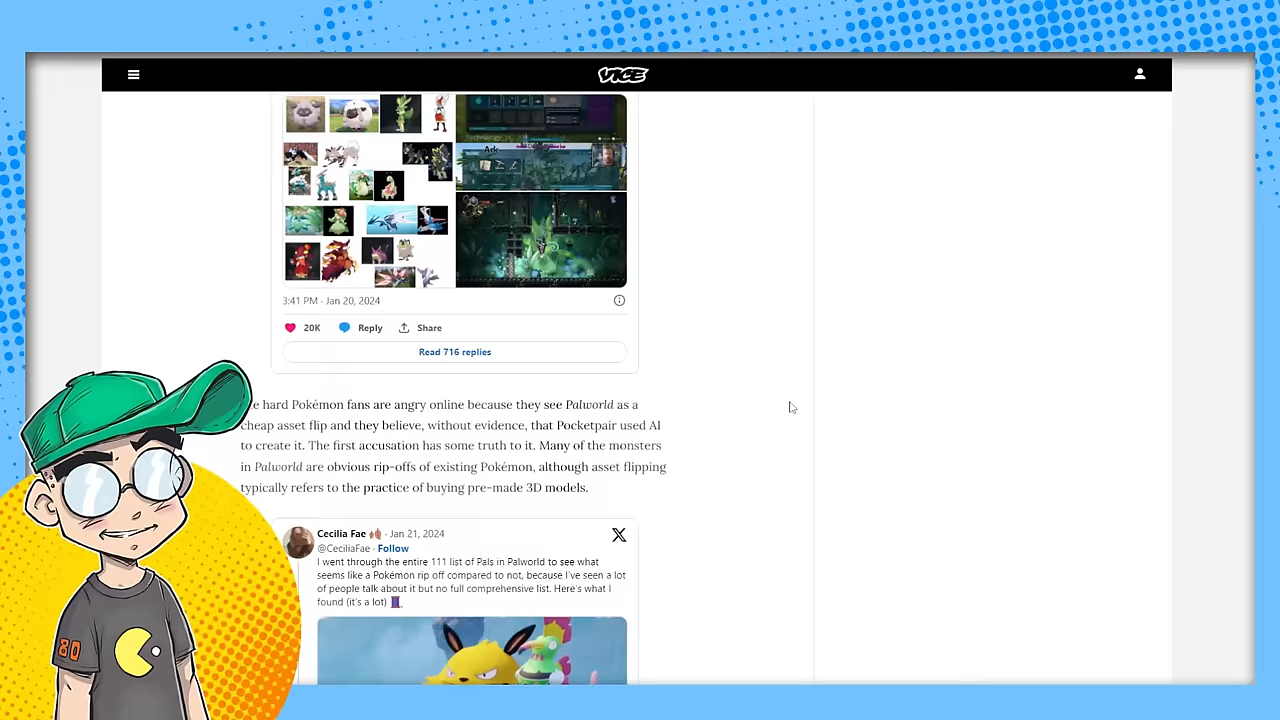 VICE
Technology
Ark
3:41 PM · Jan 20, 2024
20K Reply Share
Read 716 replies
e hard Pokémon fans are angry online because they see Palworld as a
cheap asset flip and they believe, without evidence, that Pocketpair used AI
to create it. The first accusation has some truth to it. Many of the monsters
in Palworld are obvious rip-offs of existing Pokémon, although asset flipping
typically refers to the practice of buying pre-made 3D models.
Cecilia Fae · Jan 21, 2024
@CeciliaFae · Follow
I went through the entire 111 list of Pals in Palworld to see what
seems like a Pokémon rip off compared to not, because I've seen a lot
of people talk about it but no full comprehensive list. Here's what I
found (it's a lot)
80